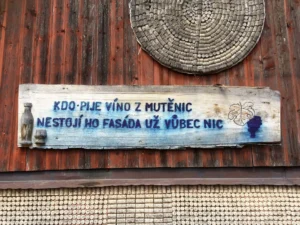 KDO PIJE VÍNO Z MUTĚNIC
NESTOJÍ HO FASÁDA UŽ VŮBEC NIC